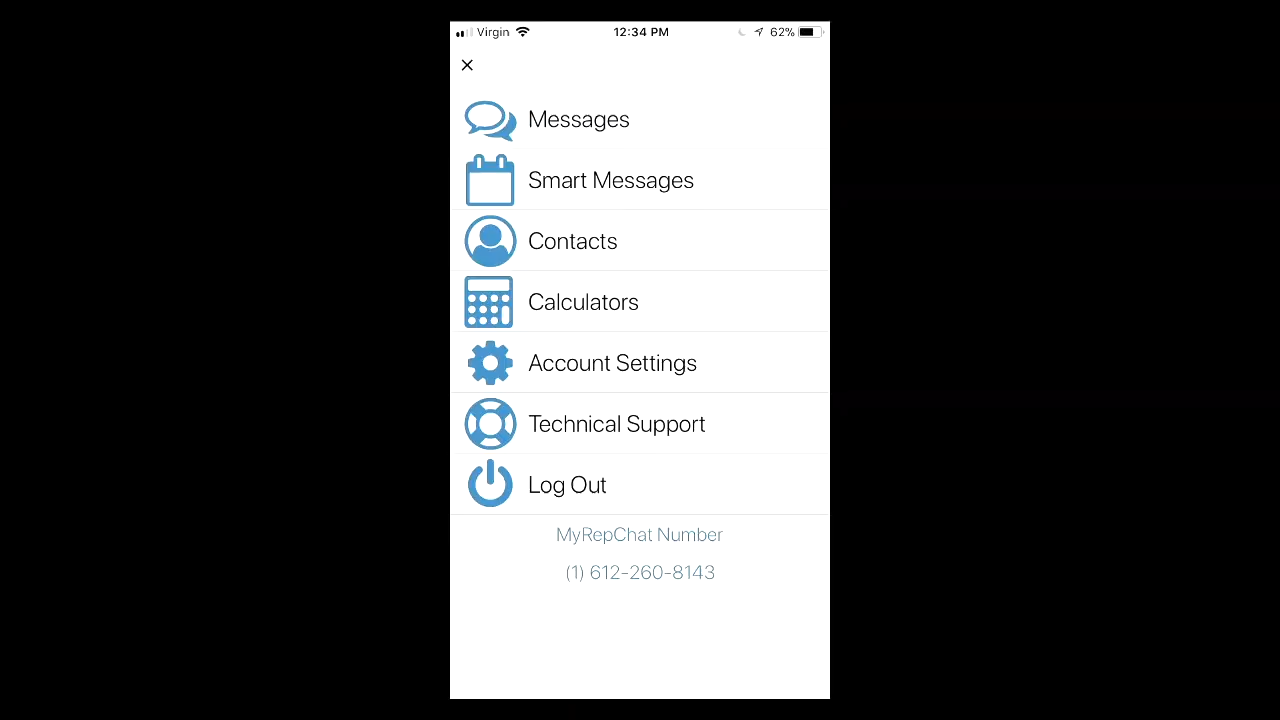 Virgin 12:34 PM 62%
Messages
Smart Messages
Contacts
Calculators
Account Settings
Technical Support
Log Out
MyRepChat Number
(1) 612-260-8143